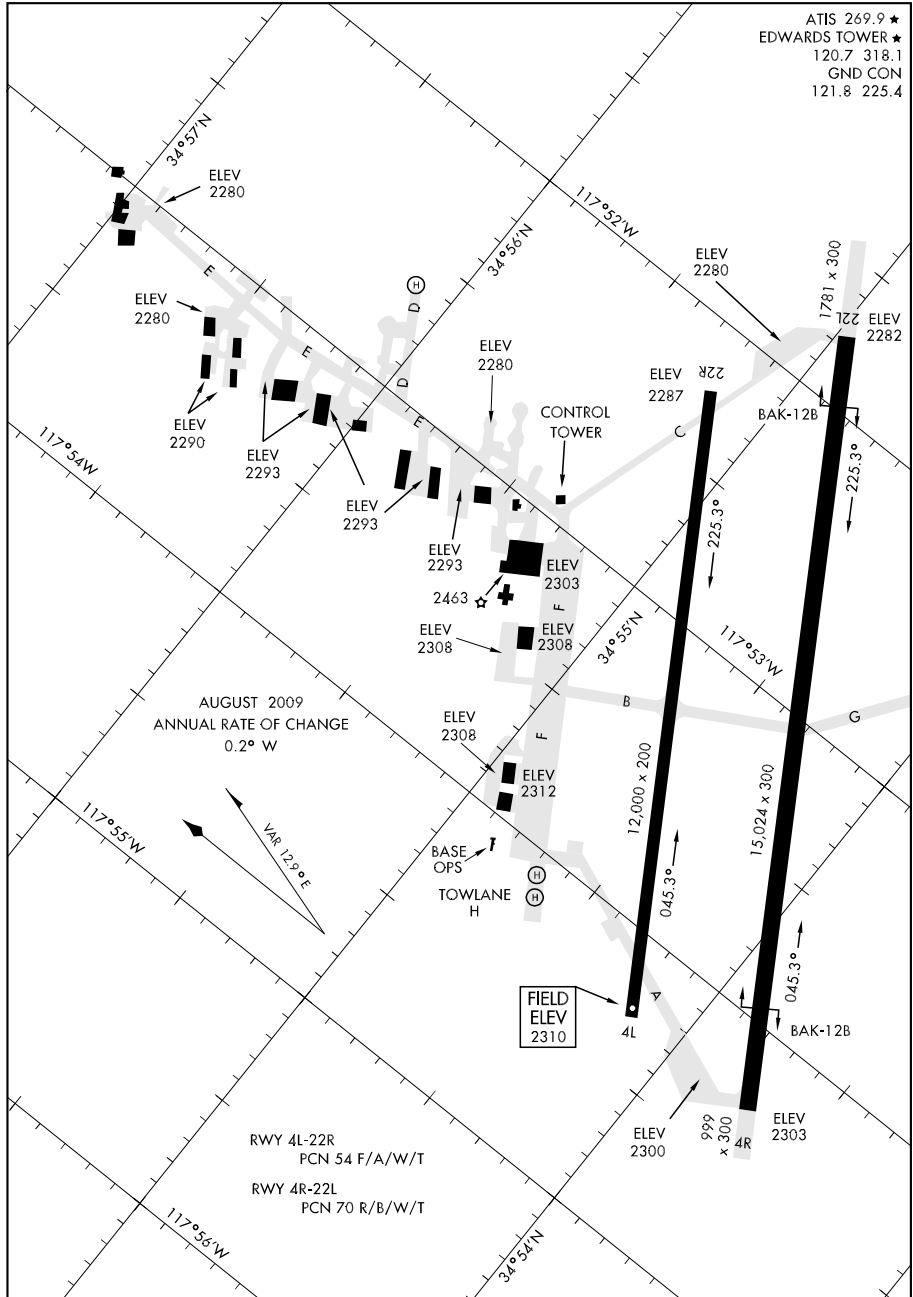 ATIS 269.9 ★
EDWARDS TOWER ★
120.7 318.1
GND CON
121.8 225.4
34°57'N
ELEV
2280
117°52'W
34°56'N
E
ELEV
2280
1781 x 300
H
D
22L
ELEV
2282
ELEV
2280
ELEV
2280
E
D
ELEV
2287
22R
BAK-12B
CONTROL
TOWER
ELEV
2290
E
C
117°54'W
ELEV
2293
225.3°
ELEV
2293
225.3°
ELEV
2293
ELEV
2303
2463
F
34°55'N
117°53'W
ELEV
2308
ELEV
2308
B
G
AUGUST 2009
ANNUAL RATE OF CHANGE
0.2° W
ELEV
2308
F
ELEV
2312
12,000 x 200
15,024 x 300
117°55'W
VAR 12.9° E
BASE
OPS
H
TOWLANE
H
H
045.3°
045.3°
A
FIELD
ELEV
2310
4L
BAK-12B
ELEV
2300
999
x 300
4R
ELEV
2303
RWY 4L-22R
PCN 54 F/A/W/T
RWY 4R-22L
PCN 70 R/B/W/T
117°56'W
34°54'N